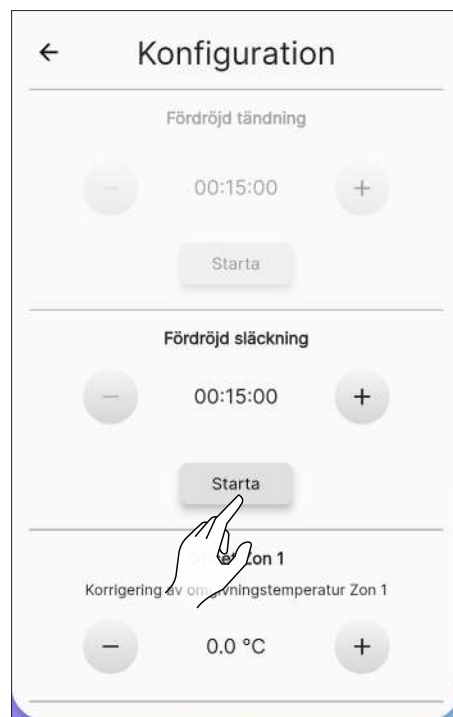 Konfiguration
Fördröjd tändning
00:15:00
Starta
Fördröjd släckning
00:15:00
Starta
Zon 1
Korrigering av omgivningstemperatur Zon 1
0.0 °C